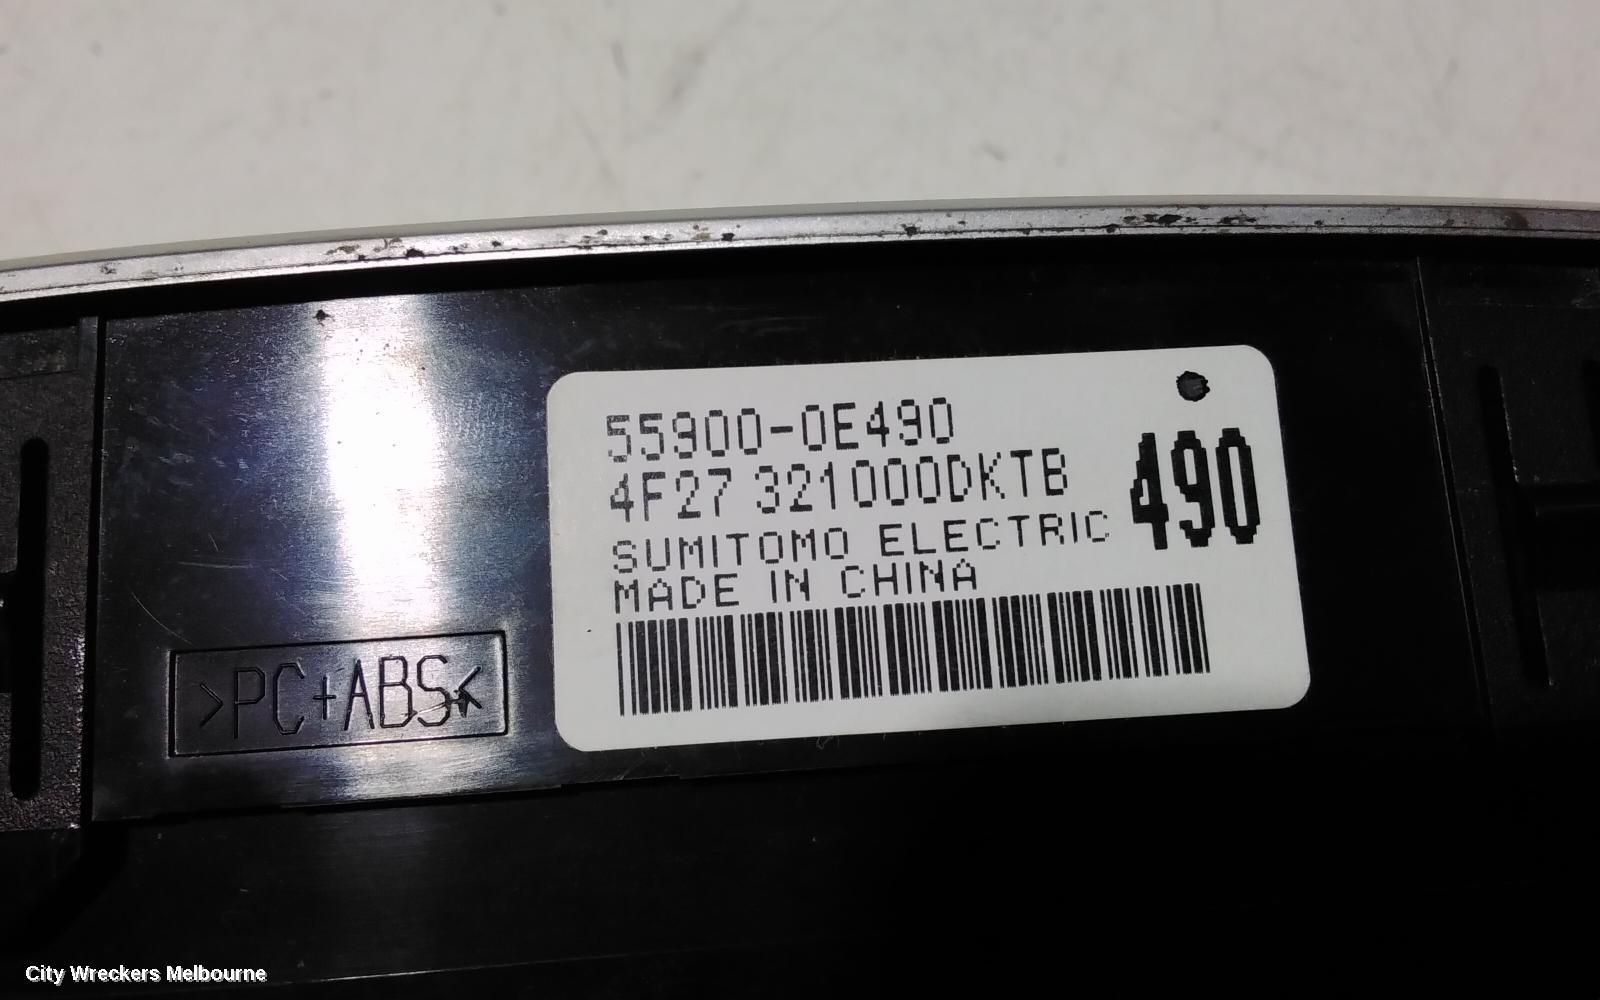 55900-0E490
4F27 321000DKTB
490
SUMITOMO ELECTRIC
MADE IN CHINA
>PC+ABS<
City Wreckers Melbourne